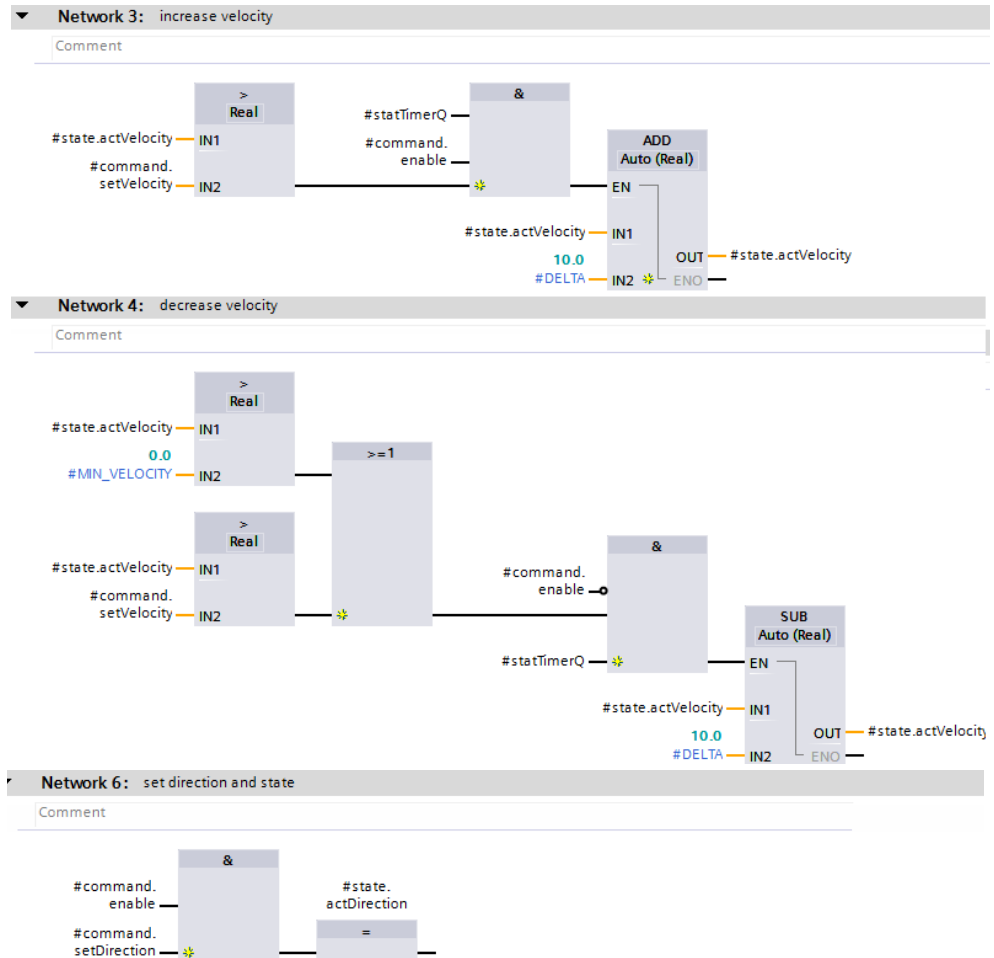 Network 3: increase velocity
Comment
>
Real
#state.actVelocity
IN1
#command.
setVelocity
IN2
&
#statTimerQ
#command.
enable
ADD
Auto (Real)
EN
#state.actVelocity
IN1
10.0
#DELTA
IN2
OUT
#state.actVelocity
ENO
Network 4: decrease velocity
Comment
>
Real
#state.actVelocity
IN1
0.0
#MIN_VELOCITY
IN2
>=1
>
Real
#state.actVelocity
IN1
#command.
setVelocity
IN2
&
#command.
enable
#statTimerQ
SUB
Auto (Real)
EN
#state.actVelocity
IN1
10.0
#DELTA
IN2
OUT
#state.actVelocity
ENO
Network 6: set direction and state
Comment
&
#command.
enable
#command.
setDirection
#state.
actDirection
=